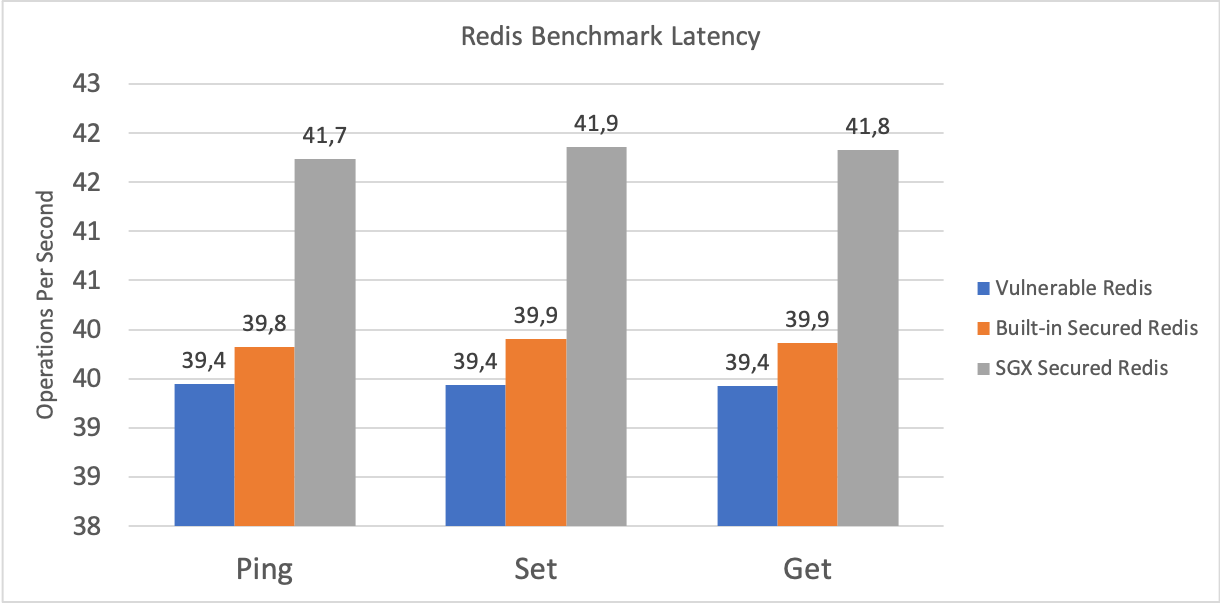 Redis Benchmark Latency
Operations Per Second
43
42
42
41
41
40
40
39
39
38
39,4
39,8
41,7
39,4
39,9
41,9
39,4
39,9
41,8
Ping
Set
Get
Vulnerable Redis
Built-in Secured Redis
SGX Secured Redis